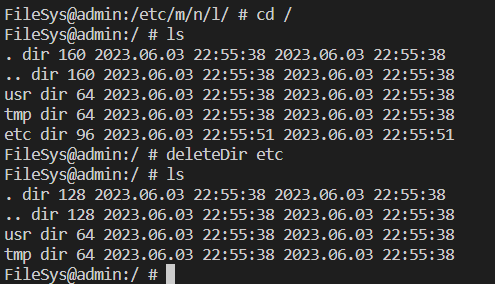 FileSys@admin:/etc/m/n/l/ # cd /
FileSys@admin:/ # ls
. dir 160 2023.06.03 22:55:38 2023.06.03 22:55:38
.. dir 160 2023.06.03 22:55:38 2023.06.03 22:55:38
usr dir 64 2023.06.03 22:55:38 2023.06.03 22:55:38
tmp dir 64 2023.06.03 22:55:38 2023.06.03 22:55:38
etc dir 96 2023.06.03 22:55:51 2023.06.03 22:55:51
FileSys@admin:/ # deleteDir etc
FileSys@admin:/ # ls
. dir 128 2023.06.03 22:55:38 2023.06.03 22:55:38
.. dir 128 2023.06.03 22:55:38 2023.06.03 22:55:38
usr dir 64 2023.06.03 22:55:38 2023.06.03 22:55:38
tmp dir 64 2023.06.03 22:55:38 2023.06.03 22:55:38
FileSys@admin:/ #